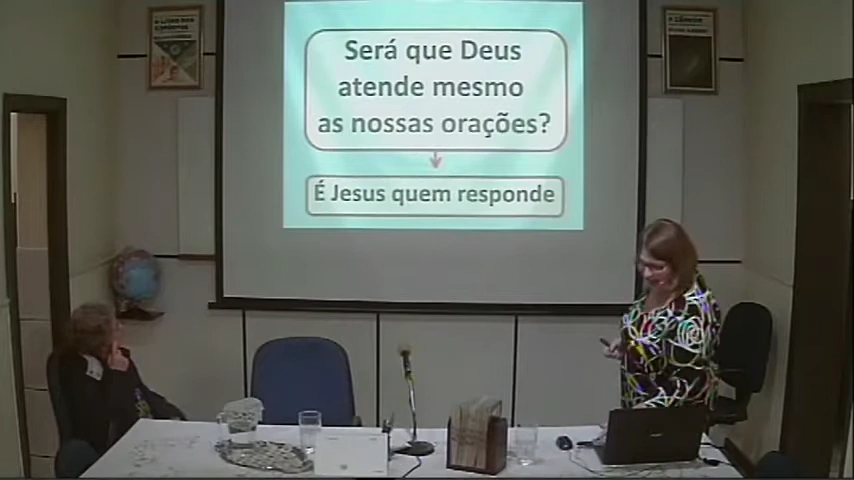 Será que Deus
atende mesmo
as nossas orações?
É Jesus quem responde